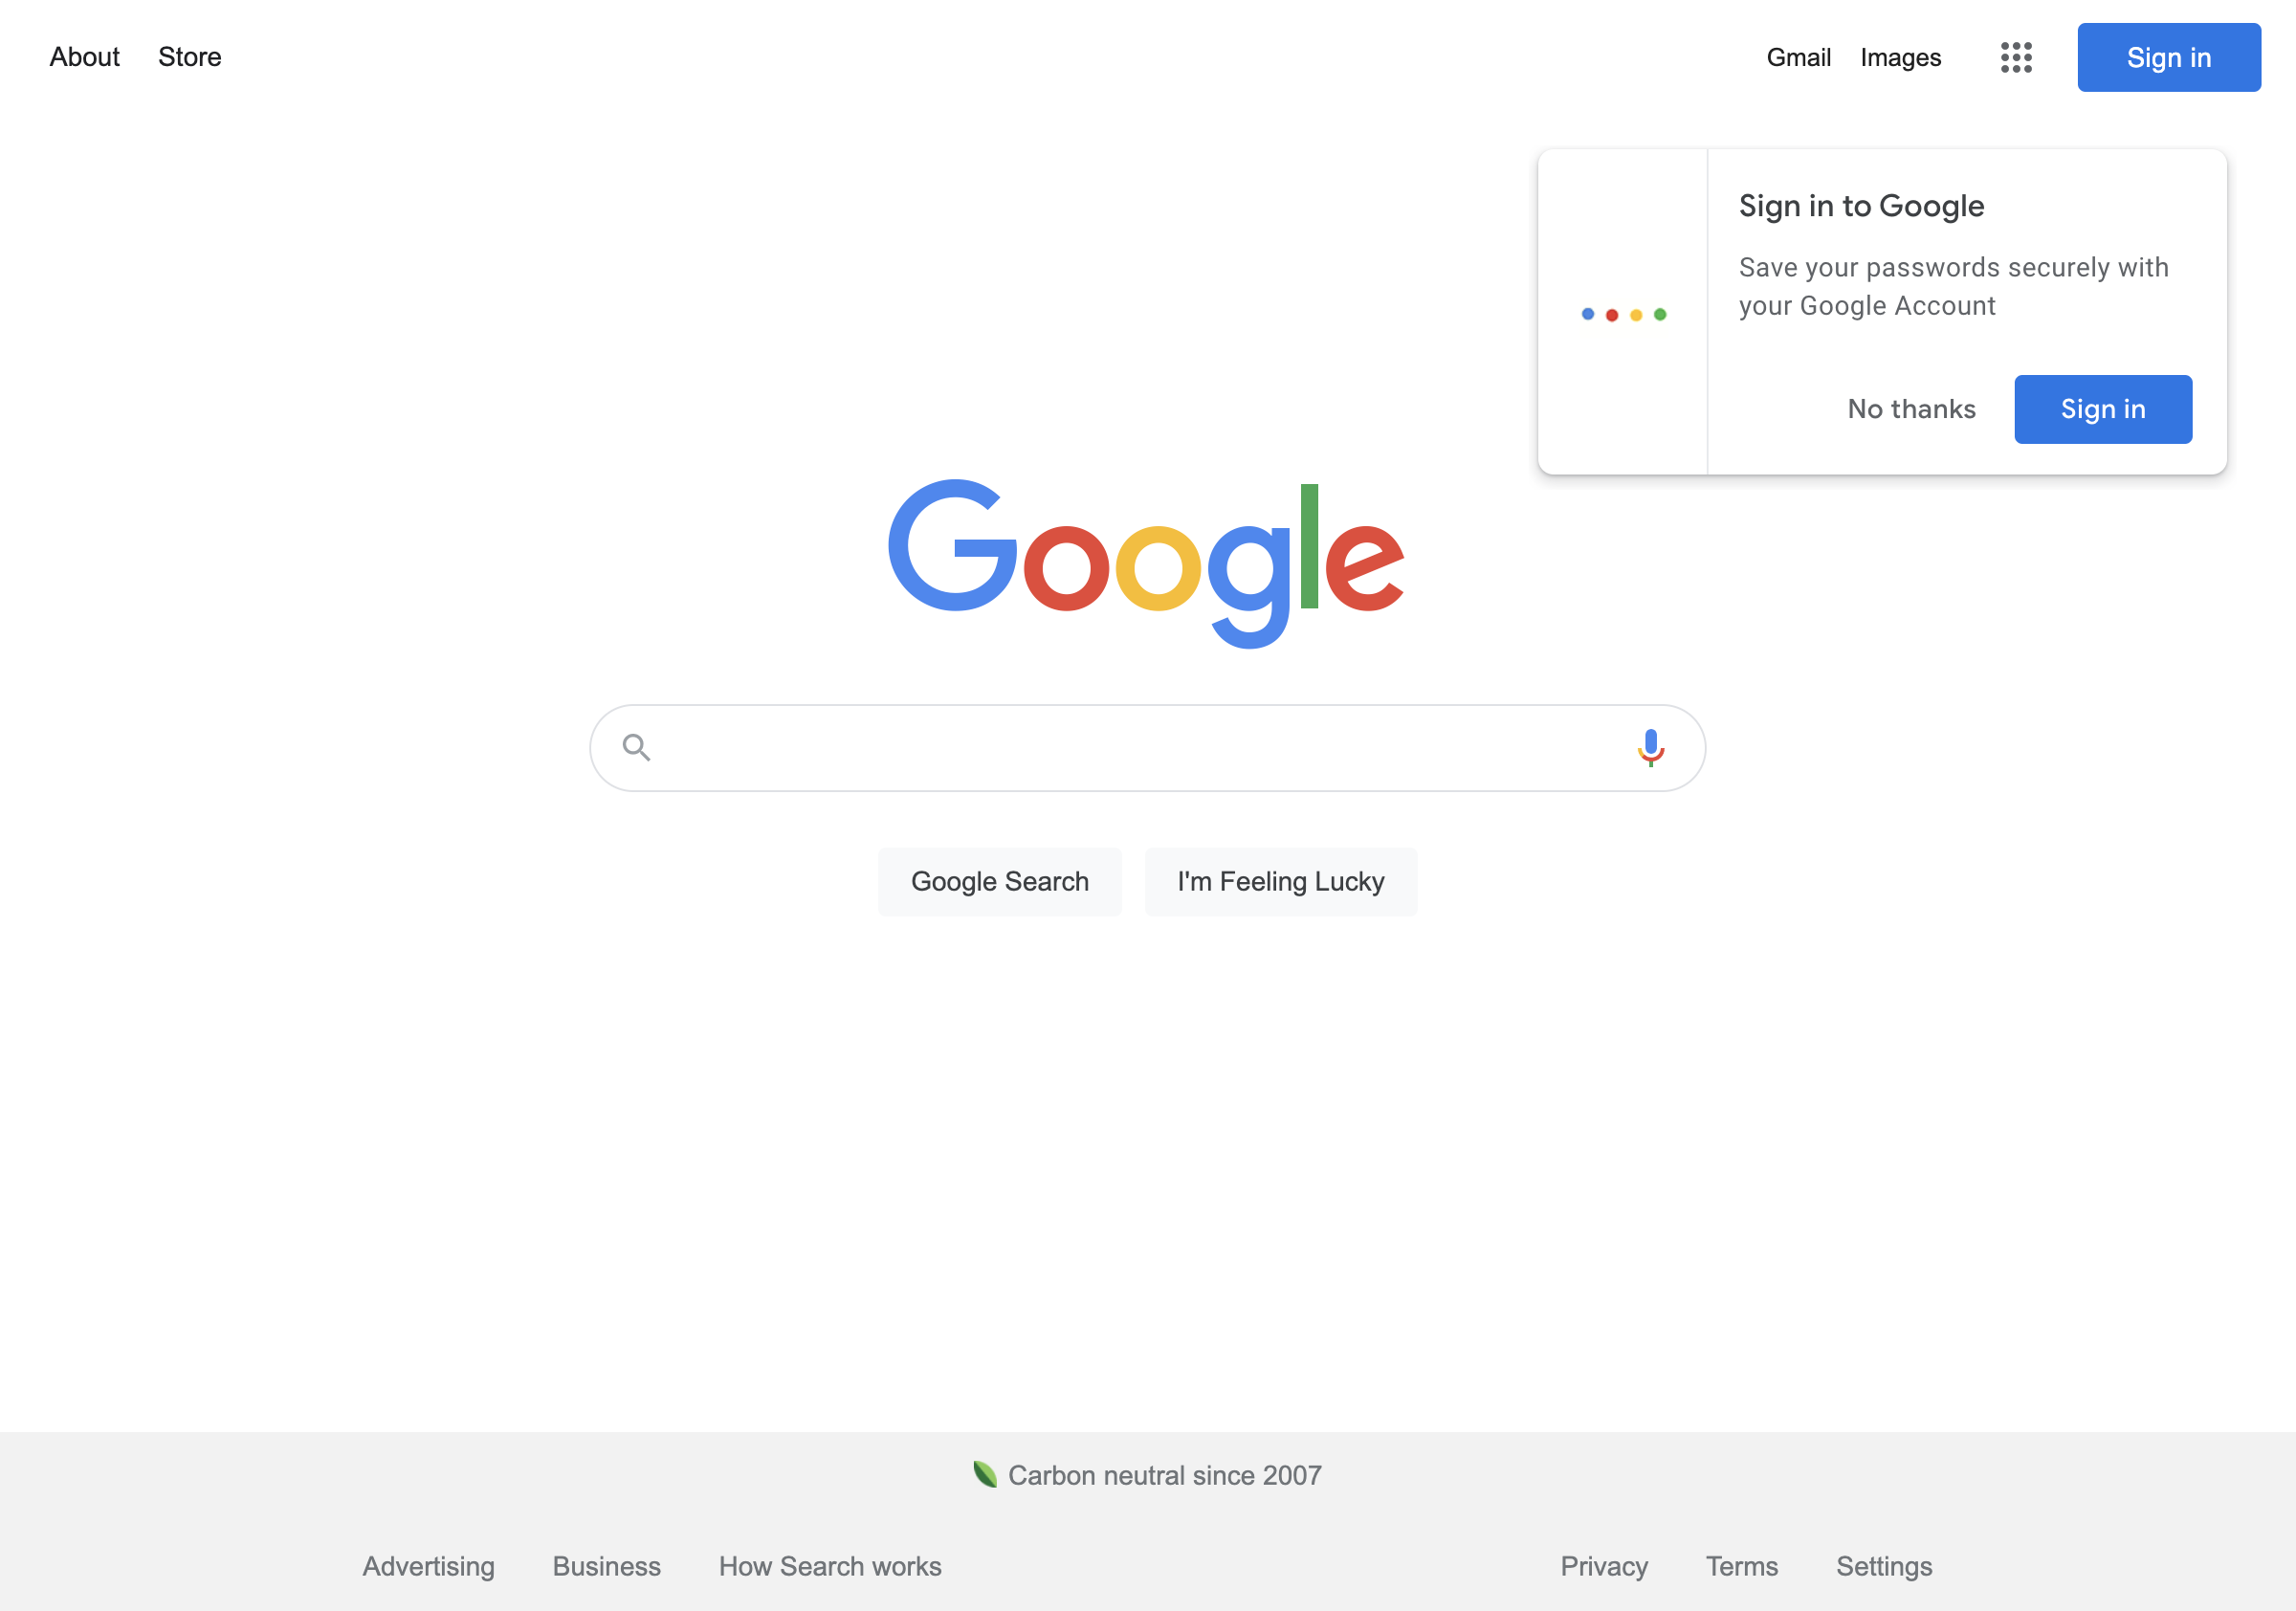 About Store Gmail Images Sign in
Sign in to Google
Save your passwords securely with
your Google Account
No thanks Sign in
Google
Google Search I'm Feeling Lucky
Carbon neutral since 2007
Advertising Business How Search works Privacy Terms Settings